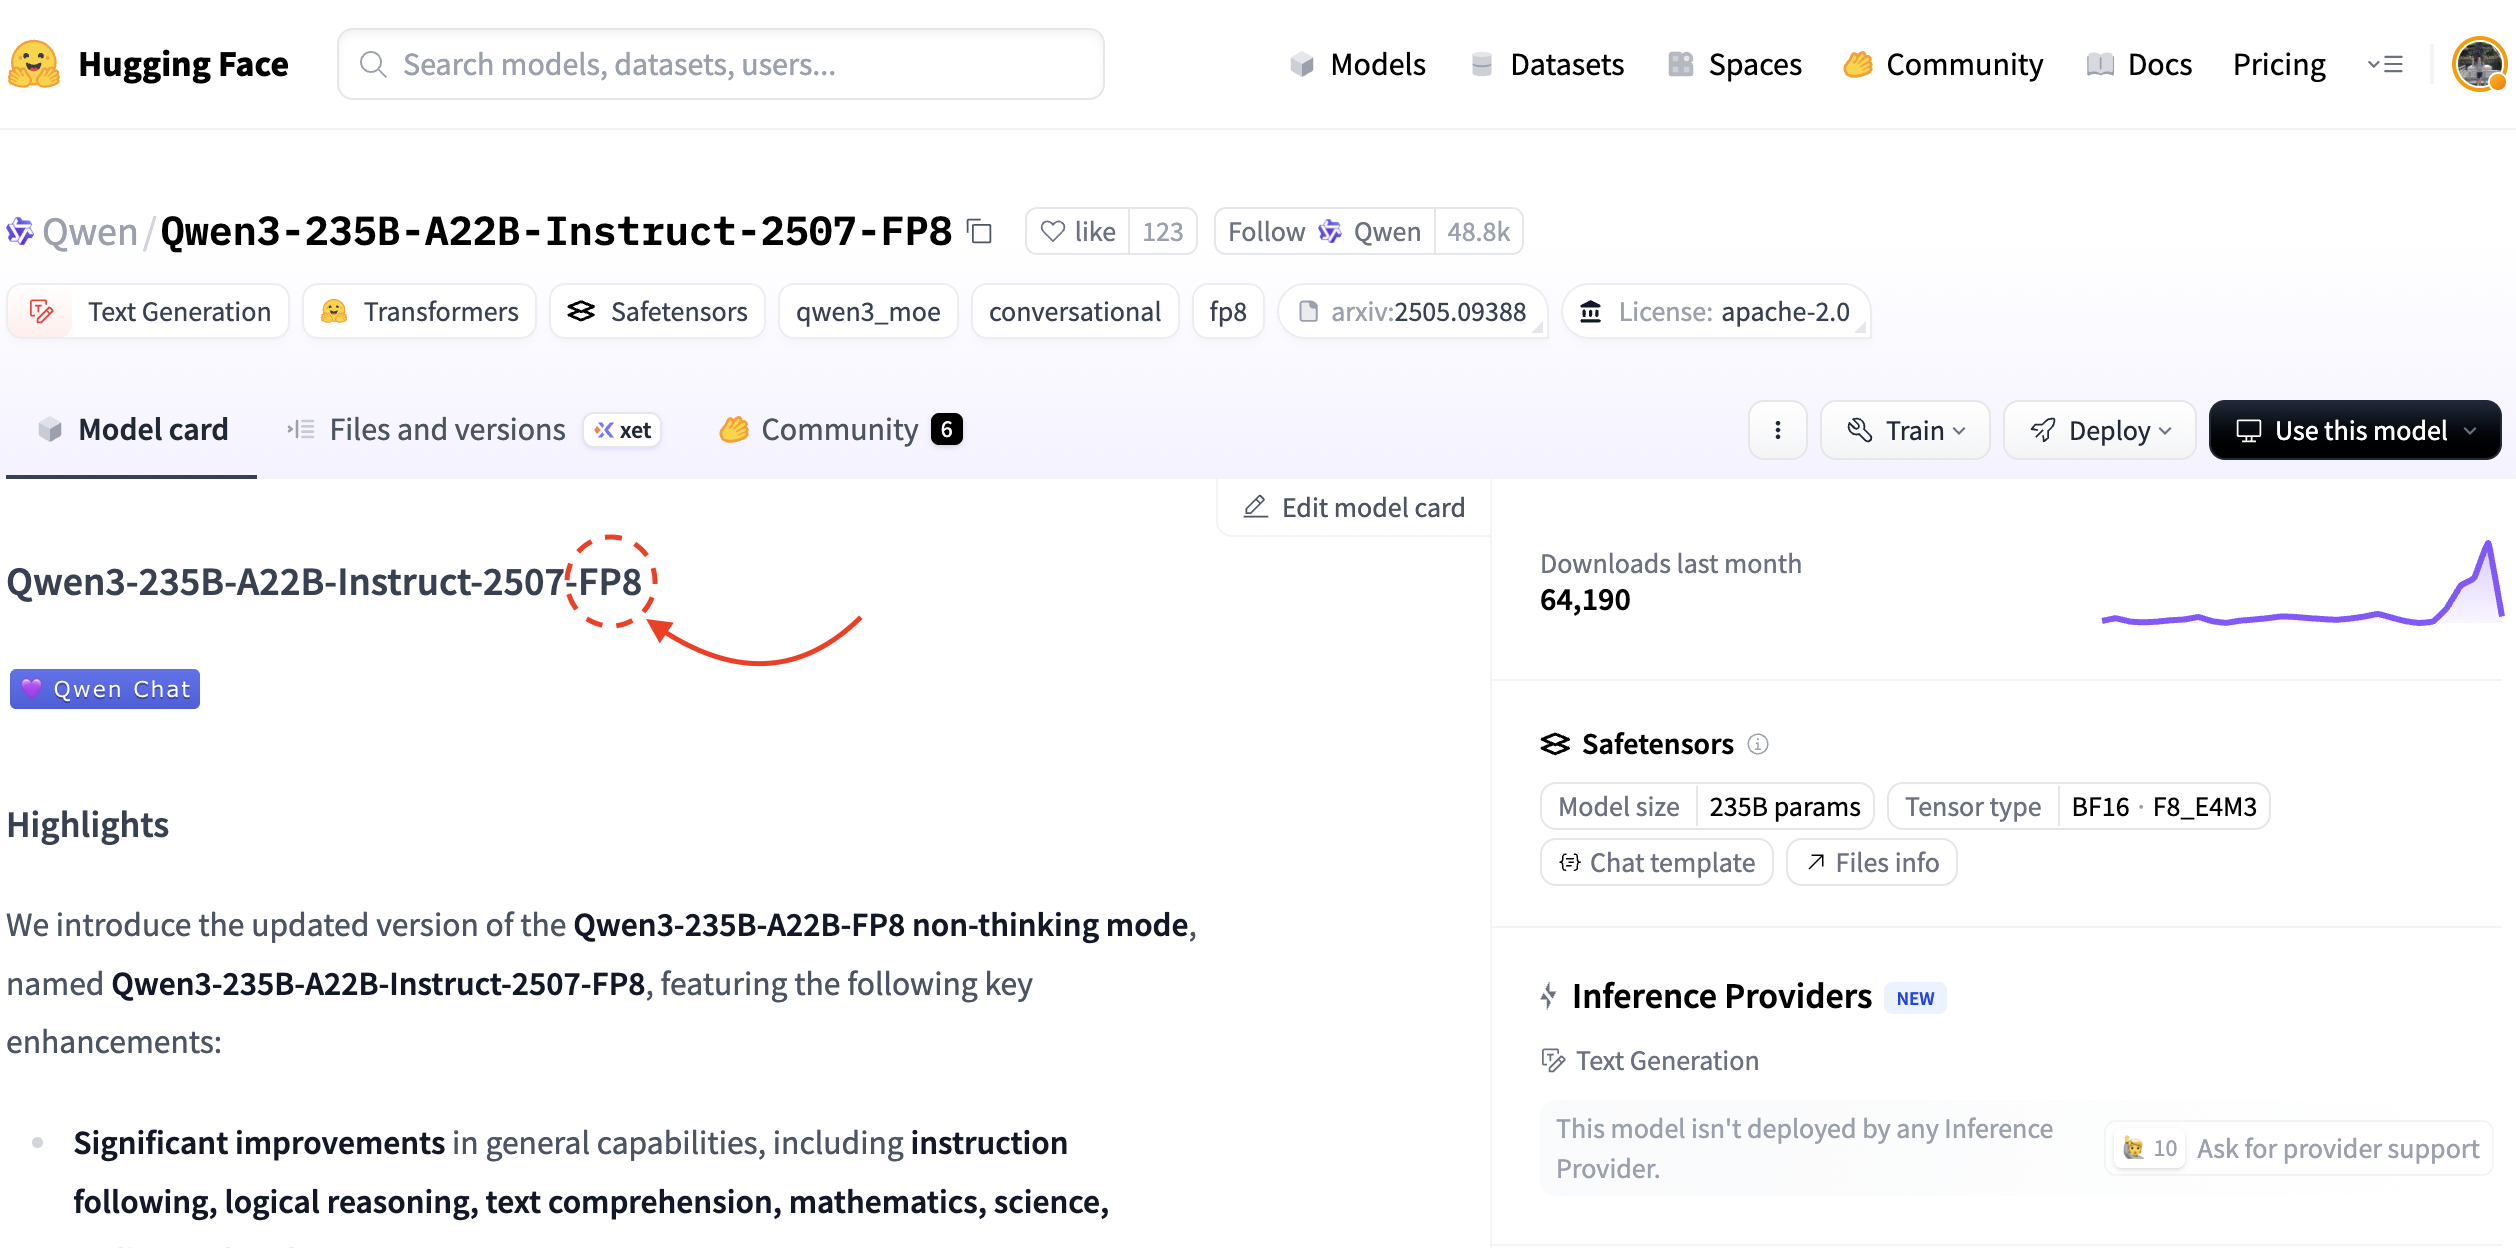 Hugging Face
Search models, datasets, users...
Models
Datasets
Spaces
Community
Docs
Pricing
Qwen/Qwen3-235B-A22B-Instruct-2507-FP8
like 123
Follow Qwen 48.8k
Text Generation
Transformers
Safetensors
qwen3_moe
conversational
fp8
arxiv:2505.09388
License: apache-2.0
Model card
Files and versions
xet
Community 6
Train
Deploy
Use this model
Edit model card
Qwen3-235B-A22B-Instruct-2507-FP8
Qwen Chat
Highlights
We introduce the updated version of the Qwen3-235B-A22B-FP8 non-thinking mode,
named Qwen3-235B-A22B-Instruct-2507-FP8, featuring the following key
enhancements:
Significant improvements in general capabilities, including instruction
following, logical reasoning, text comprehension, mathematics, science,
Downloads last month
64,190
Safetensors
Model size 235B params
Tensor type BF16 · F8_E4M3
Chat template
Files info
Inference Providers NEW
Text Generation
This model isn't deployed by any Inference
Provider.
10 Ask for provider support